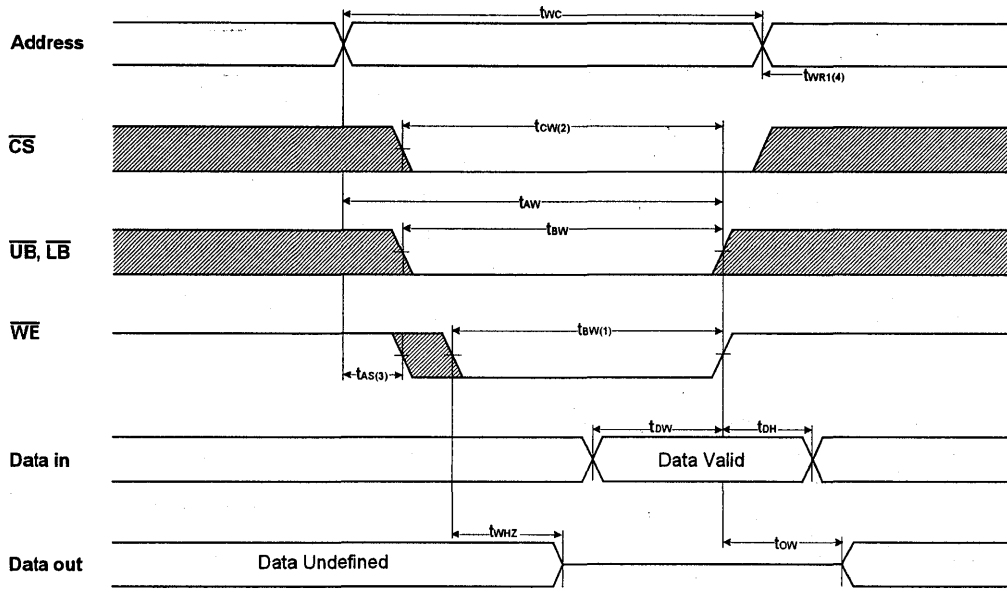 tWC
Address
tWR1(4)
tCW(2)
CS
tAW
tBW
UB, LB
tBW(1)
WE
tAS(3)
tDW
tDH
Data in
Data Valid
tWHZ
tOW
Data out
Data Undefined